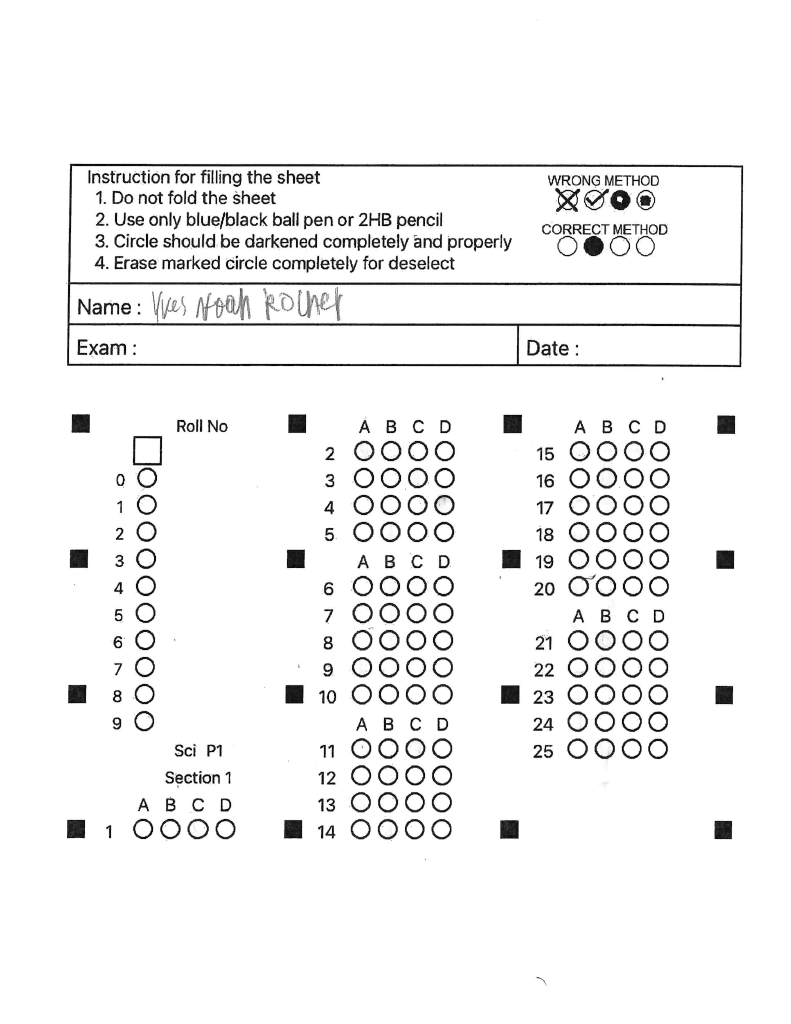 Instruction for filling the sheet
1. Do not fold the sheet
2. Use only blue/black ball pen or 2HB pencil
3. Circle should be darkened completely and properly
4. Erase marked circle completely for deselect
WRONG METHOD
CORRECT METHOD
Name : Yves Noah
Exam :
Date :
Roll No
0
1
2
3
4
5
6
7
8
9
Sci P1
Section 1
A B C D
1
A B C D
2
3
4
5
A B C D
6
7
8
9
10
A B C D
11
12
13
14
A B C D
15
16
17
18
19
20
A B C D
21
22
23
24
25